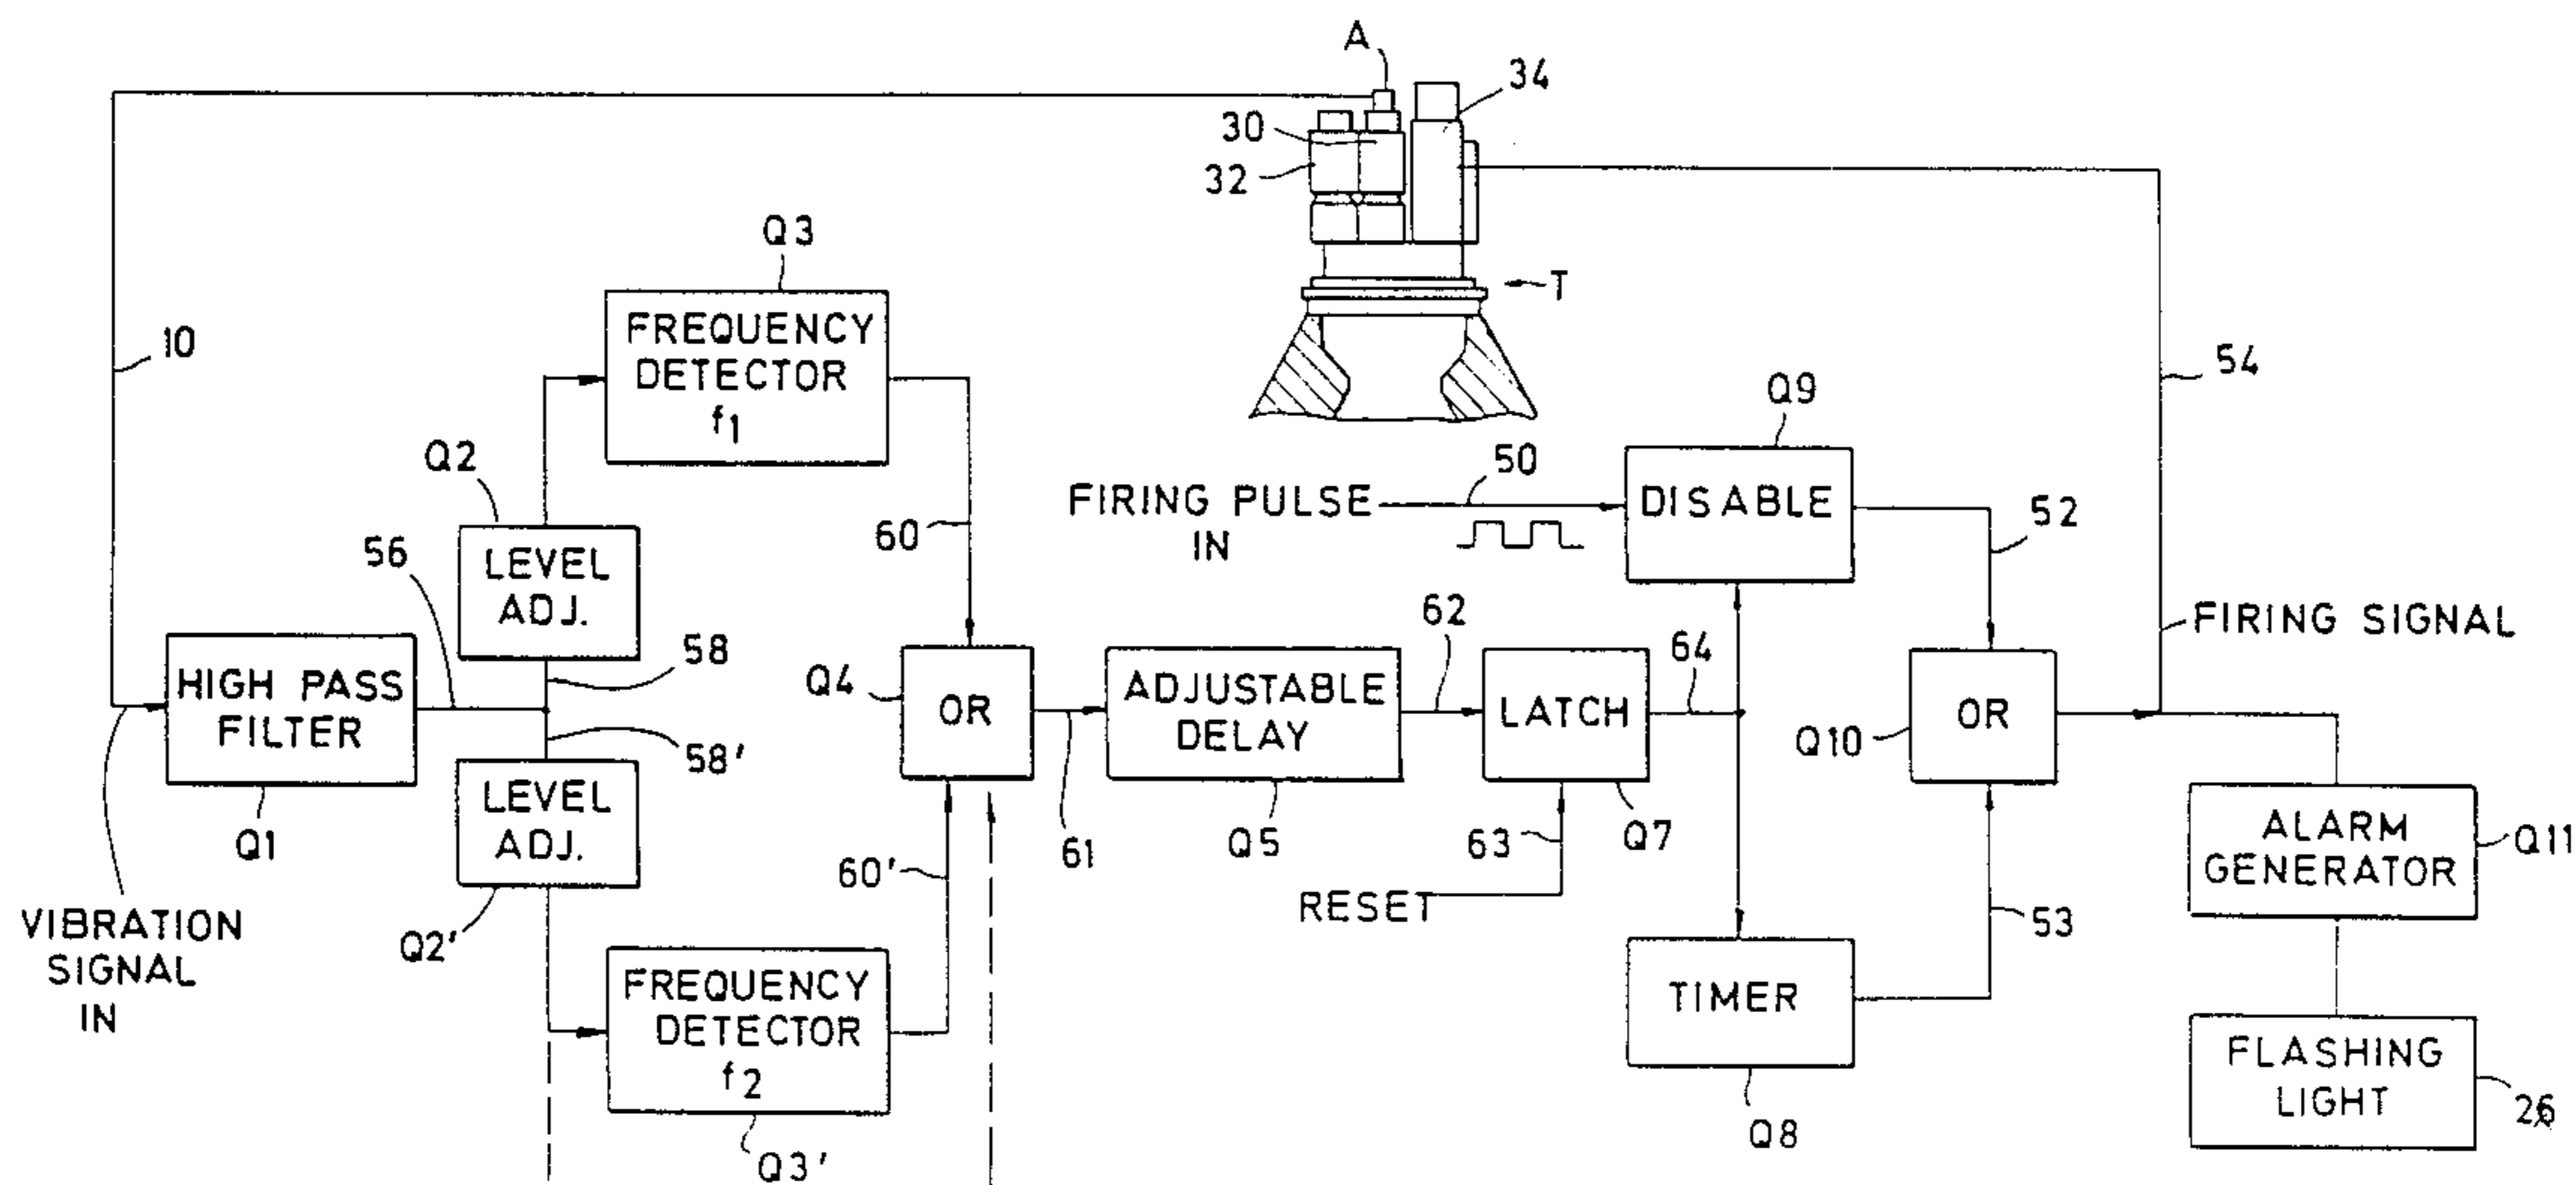 A
34
30
32
T
10
Q3
FREQUENCY
DETECTOR
f1
Q2
LEVEL
ADJ.
60
56
58
58'
HIGH PASS
FILTER
Q1
VIBRATION
SIGNAL
IN
LEVEL
ADJ.
Q2'
FREQUENCY
DETECTOR
f2
Q3'
60'
Q4
OR
61
ADJUSTABLE
DELAY
Q5
62
LATCH
Q7
63
RESET
64
FIRING PULSE
IN
50
Q9
DISABLE
52
TIMER
Q8
53
Q10
OR
54
FIRING SIGNAL
ALARM
GENERATOR
Q11
FLASHING
LIGHT
26